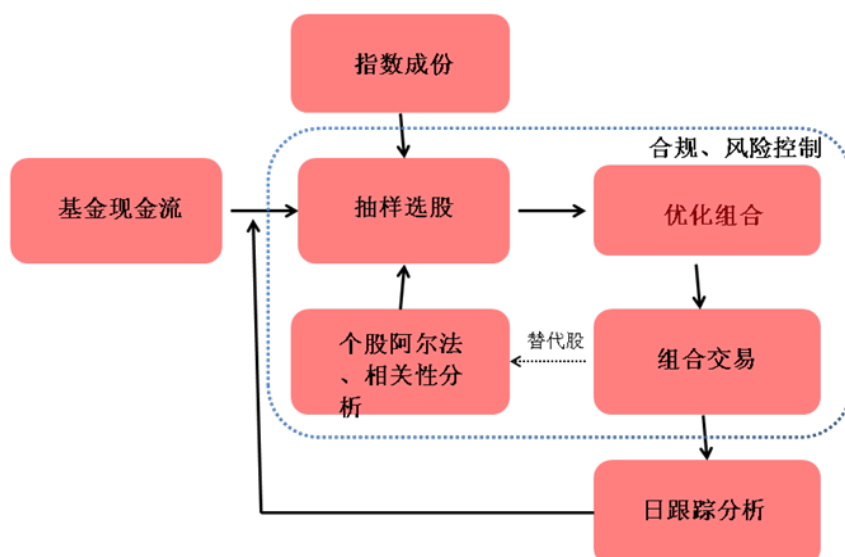 指数成份
合规、风险控制
基金现金流
抽样选股
优化组合
个股阿尔法
、相关性分
析
替代股
组合交易
日跟踪分析